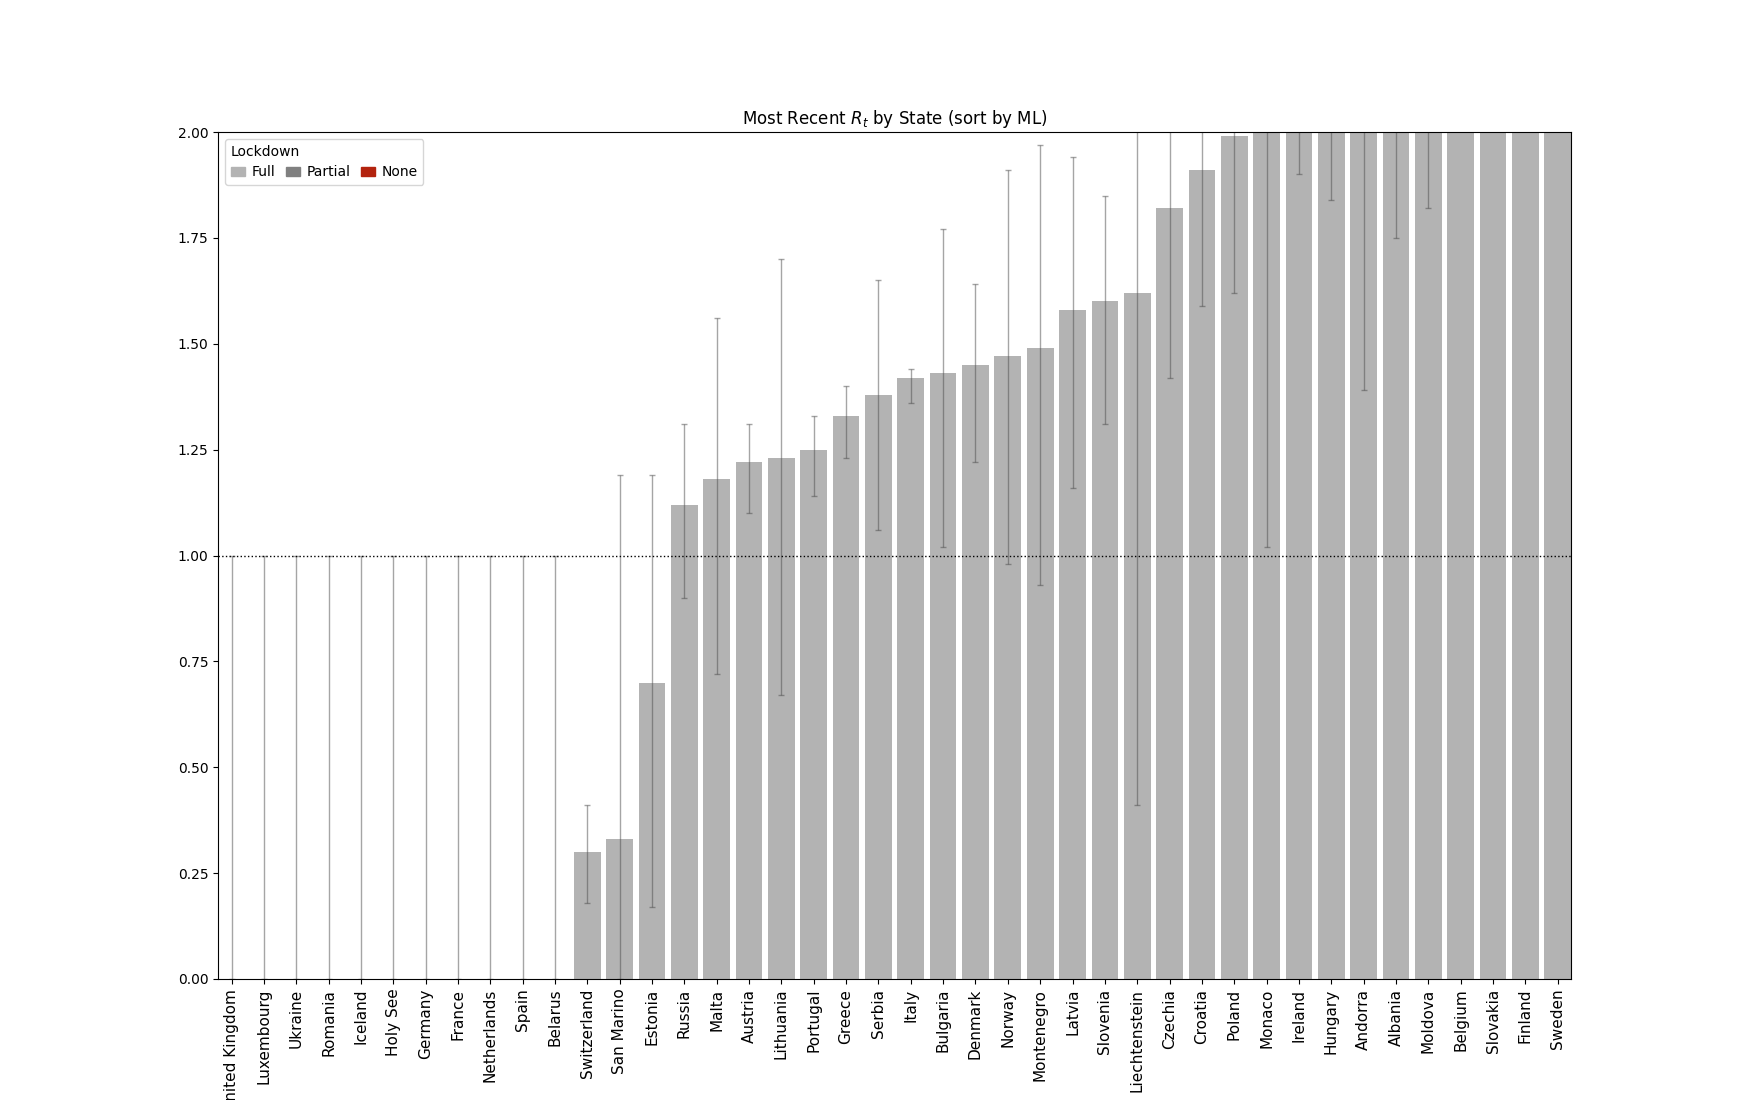 Most Recent Rt by State (sort by ML)
2.00
Lockdown
Full Partial None
1.75
1.50
1.25
1.00
0.75
0.50
0.25
0.00
nited Kingdom
Luxembourg
Ukraine
Romania
Iceland
Holy See
Germany
France
Netherlands
Spain
Belarus
Switzerland
San Marino
Estonia
Russia
Malta
Austria
Lithuania
Portugal
Greece
Serbia
Italy
Bulgaria
Denmark
Norway
Montenegro
Latvia
Slovenia
Liechtenstein
Czechia
Croatia
Poland
Monaco
Ireland
Hungary
Andorra
Albania
Moldova
Belgium
Slovakia
Finland
Sweden